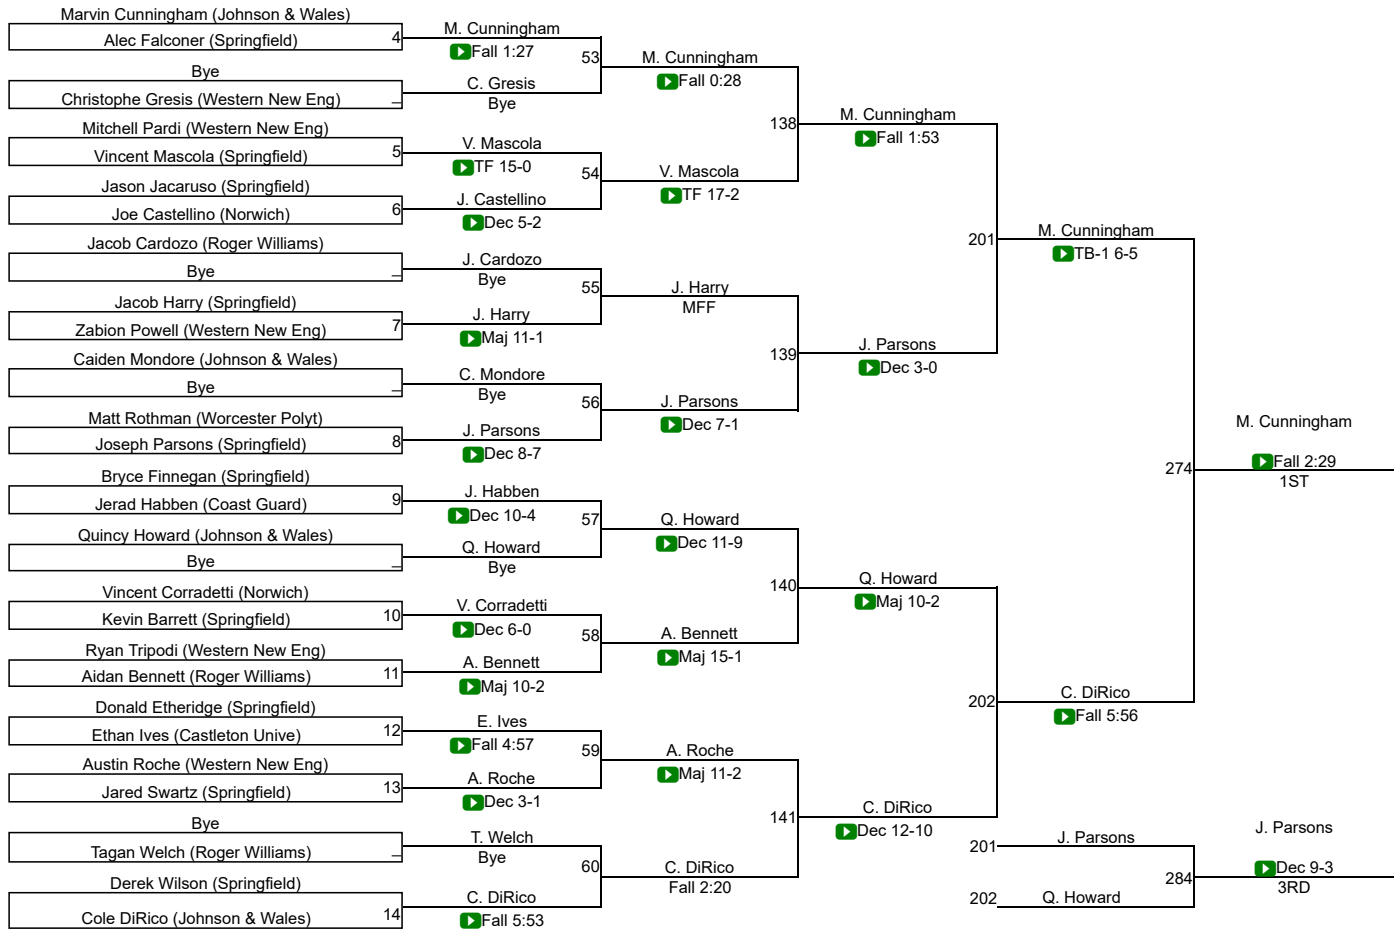 Marvin Cunningham (Johnson & Wales)
Alec Falconer (Springfield)
4
Bye
Christophe Gresis (Western New Eng)
_
Mitchell Pardi (Western New Eng)
Vincent Mascola (Springfield)
5
Jason Jacaruso (Springfield)
Joe Castellino (Norwich)
6
Jacob Cardozo (Roger Williams)
Bye
_
Jacob Harry (Springfield)
Zabion Powell (Western New Eng)
7
Caiden Mondore (Johnson & Wales)
Bye
_
Matt Rothman (Worcester Polyt)
Joseph Parsons (Springfield)
8
Bryce Finnegan (Springfield)
Jerad Habben (Coast Guard)
9
Quincy Howard (Johnson & Wales)
Bye
_
Vincent Corradetti (Norwich)
Kevin Barrett (Springfield)
10
Ryan Tripodi (Western New Eng)
Aidan Bennett (Roger Williams)
11
Donald Etheridge (Springfield)
Ethan Ives (Castleton Unive)
12
Austin Roche (Western New Eng)
Jared Swartz (Springfield)
13
Bye
Tagan Welch (Roger Williams)
_
Derek Wilson (Springfield)
Cole DiRico (Johnson & Wales)
14
M. Cunningham
Fall 1:27
53
C. Gresis
Bye
V. Mascola
TF 15-0
54
J. Castellino
Dec 5-2
J. Cardozo
Bye
55
J. Harry
Maj 11-1
C. Mondore
Bye
56
J. Parsons
Dec 8-7
J. Habben
Dec 10-4
57
Q. Howard
Bye
V. Corradetti
Dec 6-0
58
A. Bennett
Maj 10-2
E. Ives
Fall 4:57
59
A. Roche
Dec 3-1
T. Welch
Bye
60
C. DiRico
Fall 5:53
M. Cunningham
Fall 0:28
138
V. Mascola
TF 17-2
J. Harry
MFF
139
J. Parsons
Dec 7-1
Q. Howard
Dec 11-9
140
A. Bennett
Maj 15-1
A. Roche
Maj 11-2
141
C. DiRico
Fall 2:20
M. Cunningham
Fall 1:53
201
J. Parsons
Dec 3-0
Q. Howard
Maj 10-2
202
C. DiRico
Dec 12-10
M. Cunningham
TB-1 6-5
274
C. DiRico
Fall 5:56
M. Cunningham
Fall 2:29
1ST
201
J. Parsons
284
202
Q. Howard
J. Parsons
Dec 9-3
3RD